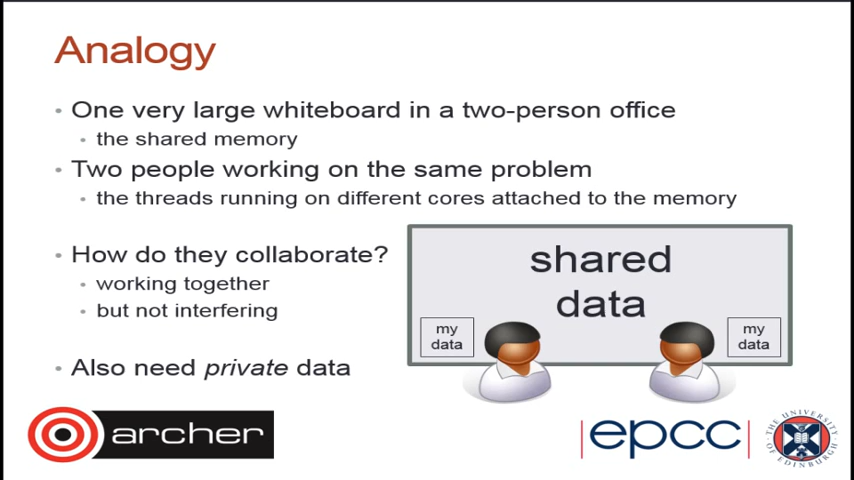 Analogy
• One very large whiteboard in a two-person office
• the shared memory
• Two people working on the same problem
• the threads running on different cores attached to the memory
• How do they collaborate?
• working together
• but not interfering
• Also need private data
shared
data
my
data
my
data
archer
epcc
THE UNIVERSITY
OF EDINBURGH